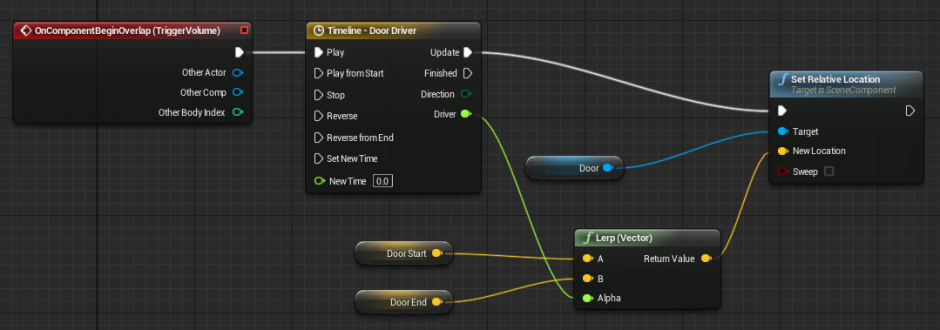 OnComponentBeginOverlap (TriggerVolume)
Other Actor
Other Comp
Other Body Index
Timeline - Door Driver
Play
Update
Play from Start
Finished
Stop
Direction
Reverse
Driver
Reverse from End
Set New Time
New Time 0.0
Set Relative Location
Target is SceneComponent
Target
New Location
Sweep
Door
Door Start
Door End
Lerp (Vector)
A
Return Value
B
Alpha